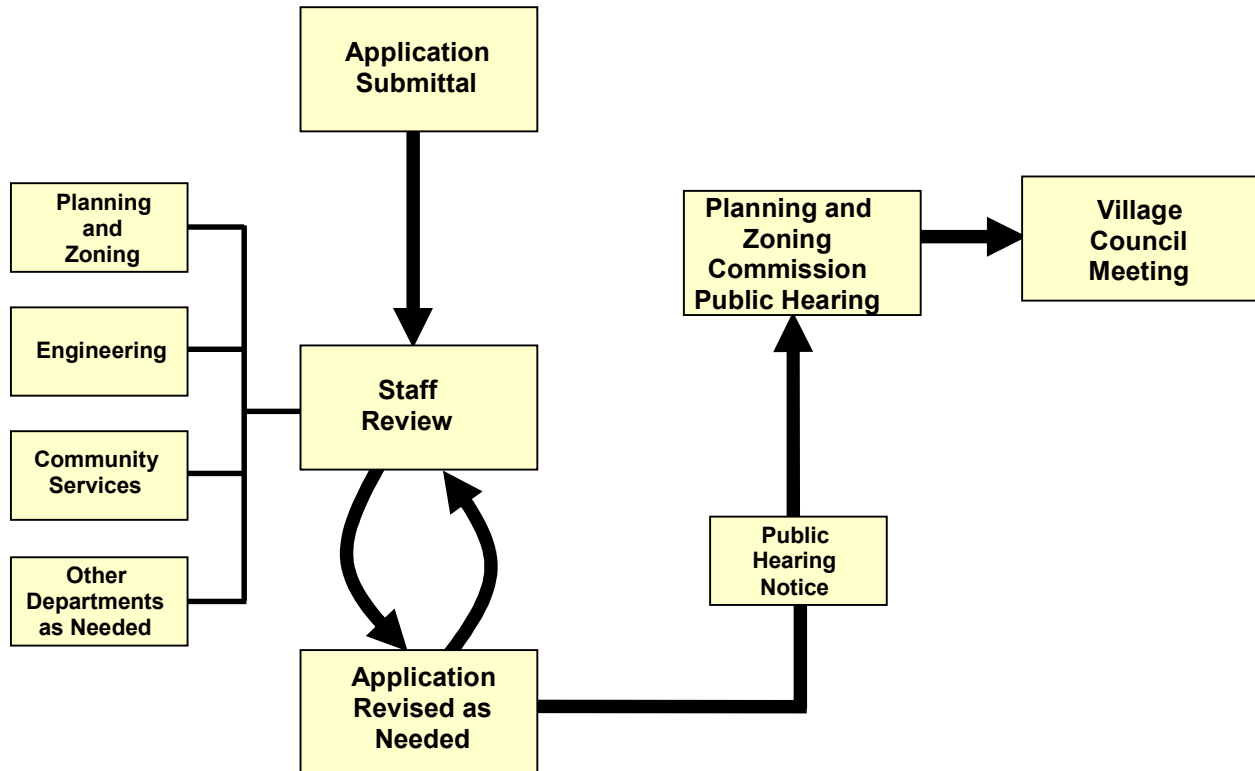 Application
Submittal
Planning
and
Zoning
Engineering
Community
Services
Other
Departments
as Needed
Staff
Review
Application
Revised as
Needed
Public
Hearing
Notice
Planning and
Zoning
Commission
Public Hearing
Village
Council
Meeting